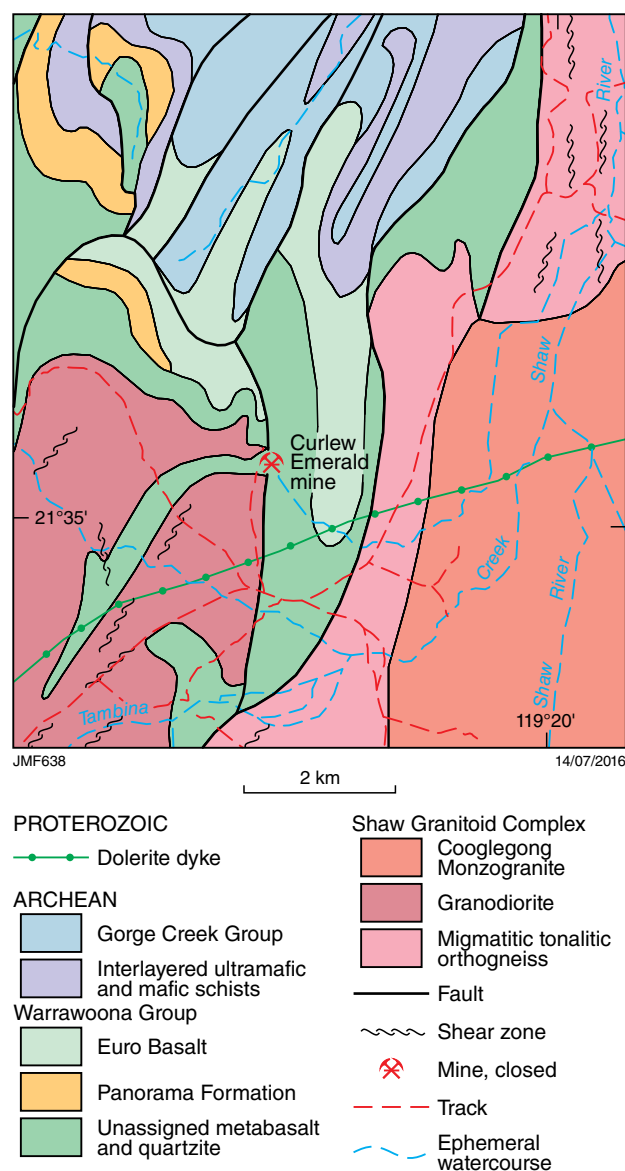 River
Shaw
Curlew
Emerald
mine
21°35'
Creek
River
Shaw
Tambina
119°20'
JMF638
14/07/2016
2 km
PROTEROZOIC
Dolerite dyke
ARCHEAN
Gorge Creek Group
Interlayered ultramafic
and mafic schists
Warrawoona Group
Euro Basalt
Panorama Formation
Unassigned metabasalt
and quartzite
Shaw Granitoid Complex
Cooglegong
Monzogranite
Granodiorite
Migmatitic tonalitic
orthogneiss
Fault
Shear zone
Mine, closed
Track
Ephemeral
watercourse